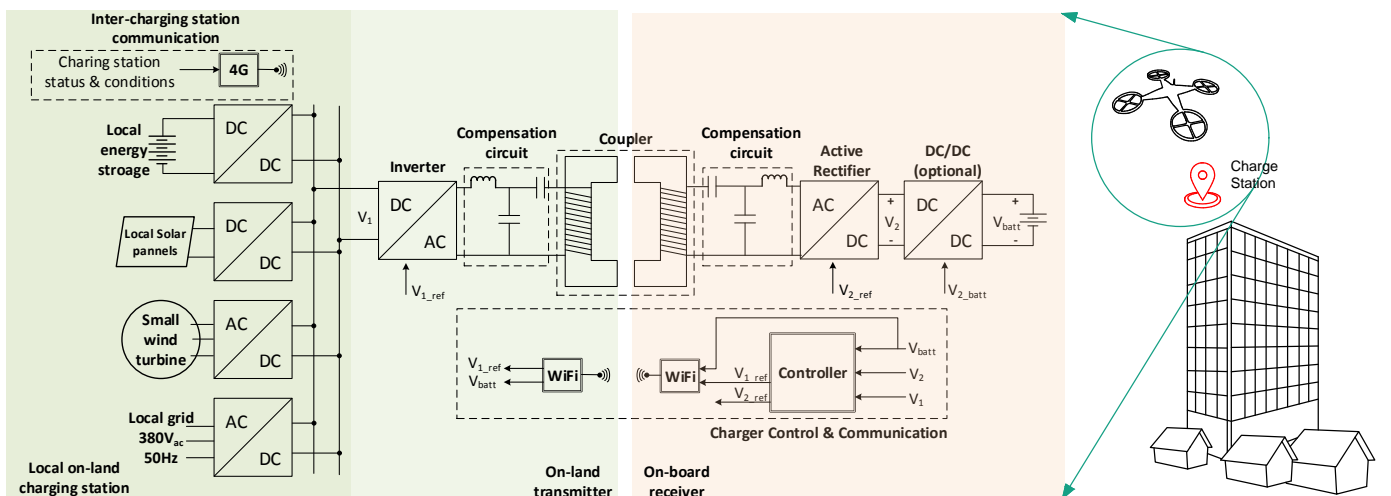 Inter-charging station
communication
Charing station
status & conditions
4G
Local
energy
stroage
DC
DC
Local Solar
pannels
DC
DC
Small
wind
turbine
AC
DC
Local grid
380Vac
50Hz
AC
DC
Local on-land
charging station
V1
Inverter
DC
AC
V1_ref
Compensation
circuit
Coupler
Compensation
circuit
Active
Rectifier
AC
DC
V2_ref
+
V2
-
DC/DC
(optional)
DC
DC
V2_batt
+
Vbatt
-
V1_ref
Vbatt
WiFi
WiFi
V1_ref
V2_ref
Controller
Vbatt
V2
V1
Charger Control & Communication
On-land
transmitter
On-board
receiver
Charge
Station